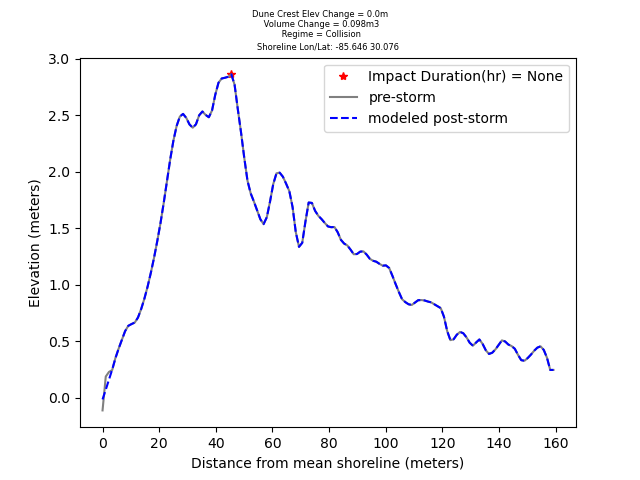 Dune Crest Elev Change = 0.0m
Volume Change = 0.098m3
Regime = Collision
Shoreline Lon/Lat: -85.646 30.076
Impact Duration(hr) = None
pre-storm
modeled post-storm
3.0
2.5
2.0
1.5
1.0
0.5
0.0
Elevation (meters)
0 20 40 60 80 100 120 140 160
Distance from mean shoreline (meters)